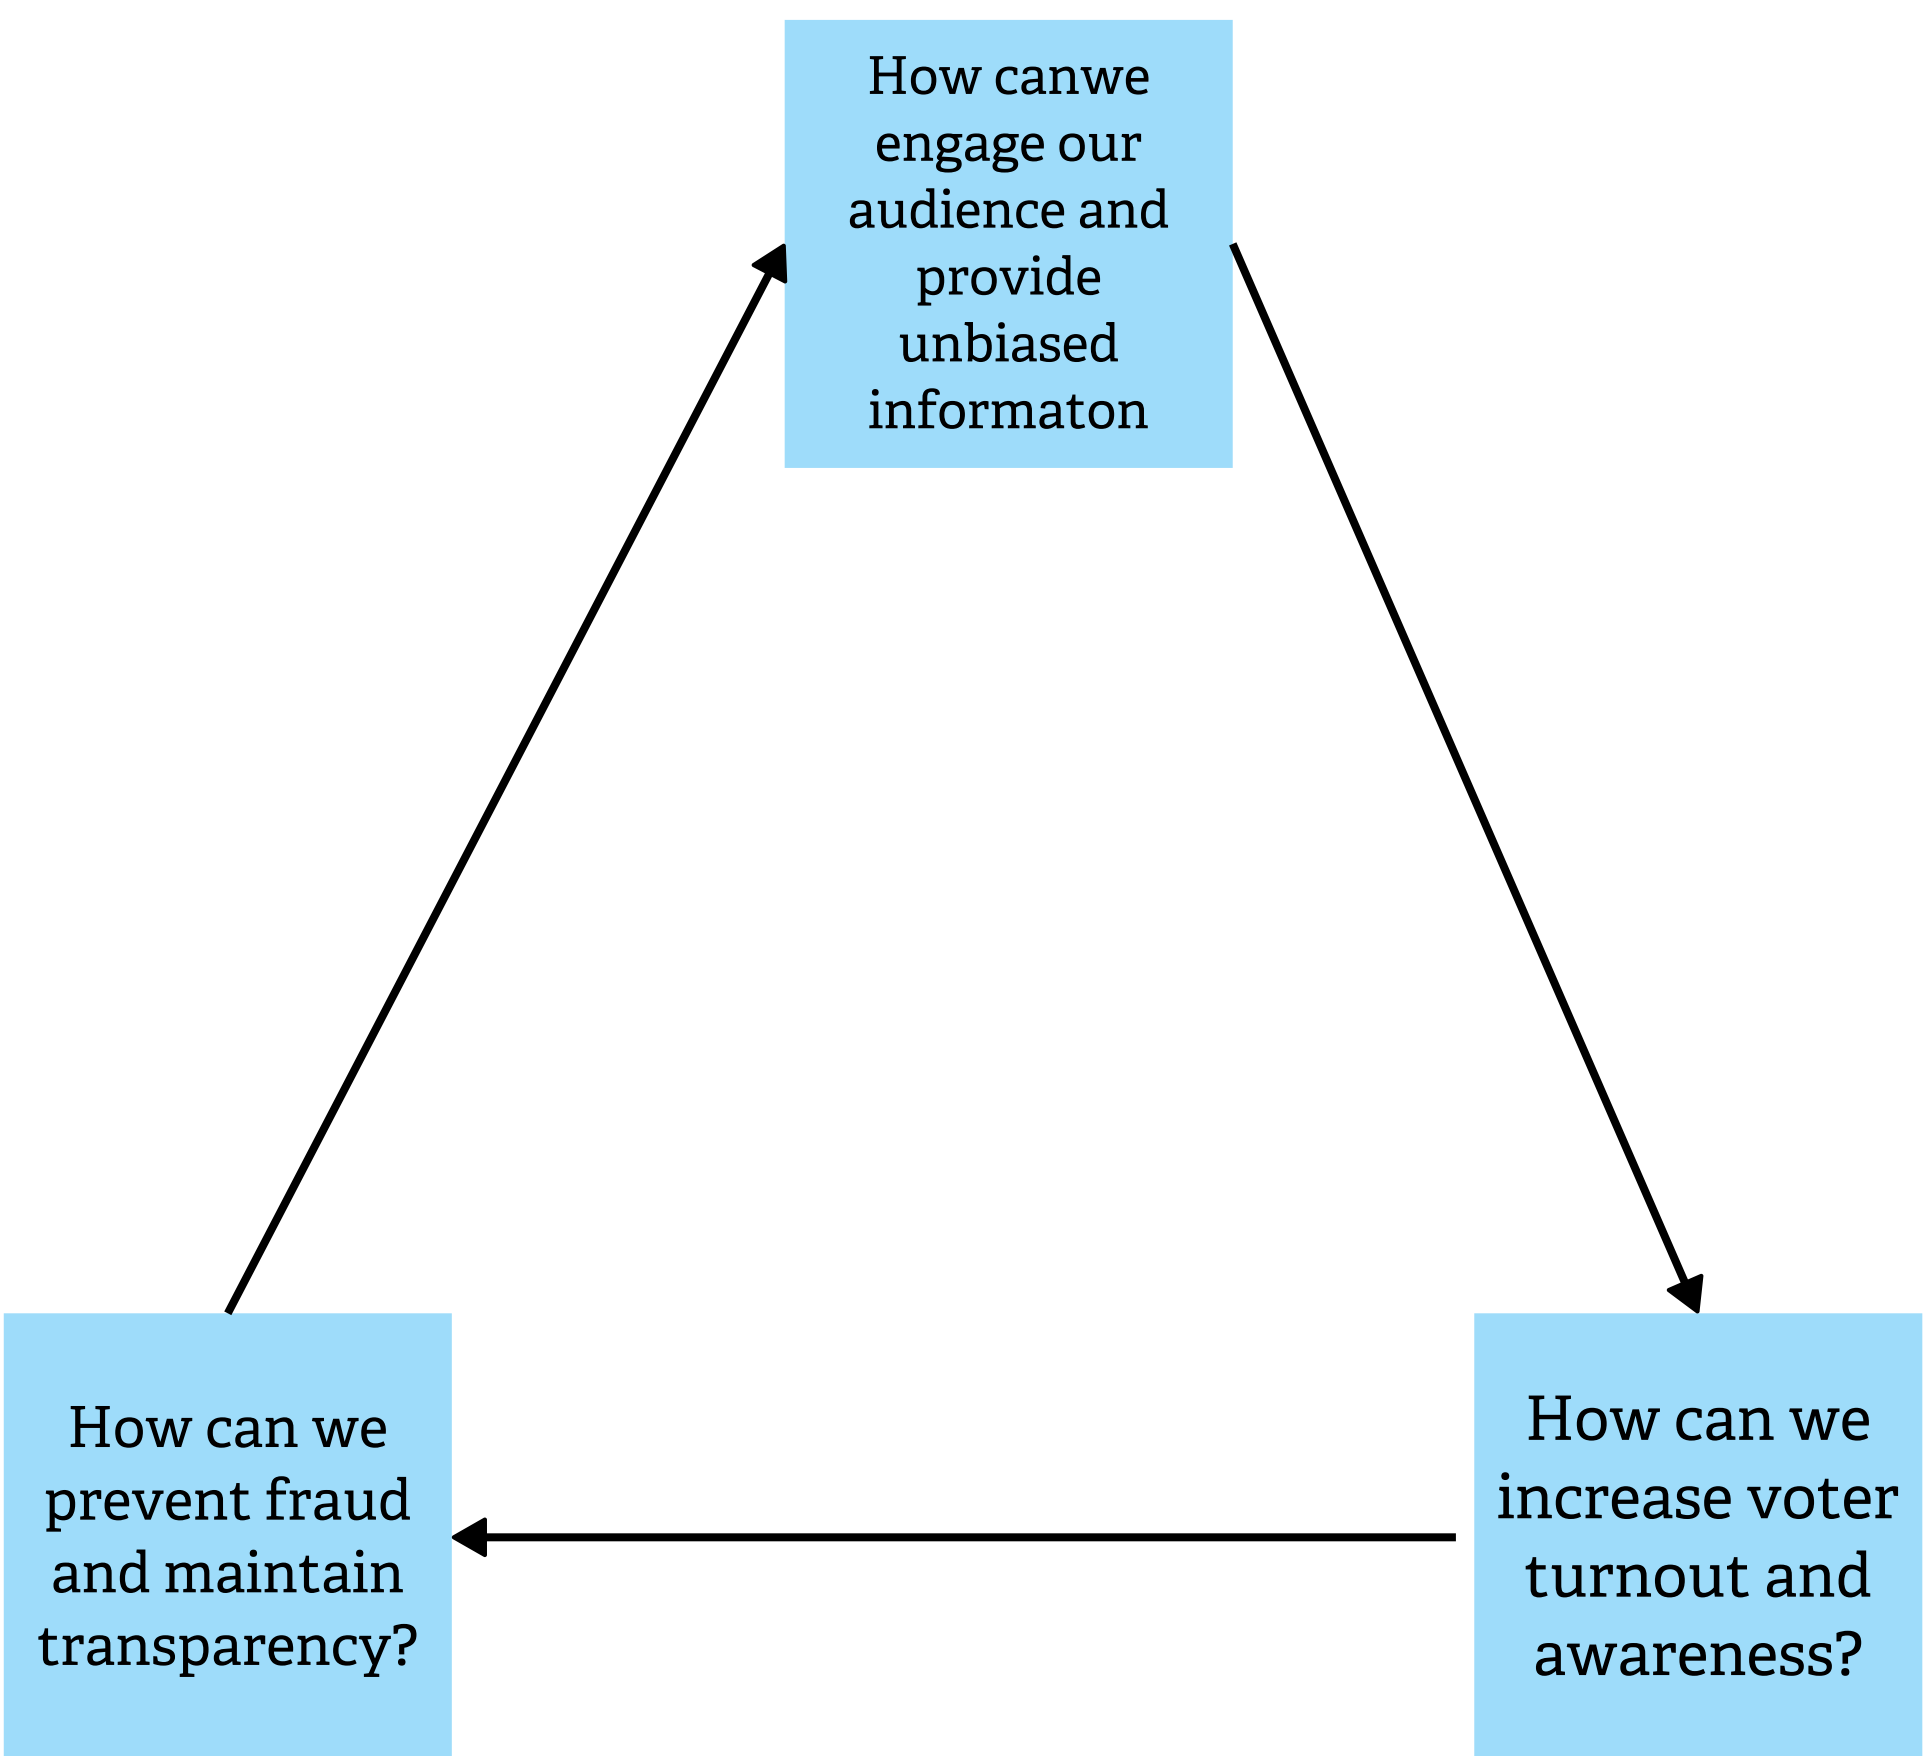 How canwe
engage our
audience and
provide
unbiased
informaton
How can we
prevent fraud
and maintain
transparency?
How can we
increase voter
turnout and
awareness?